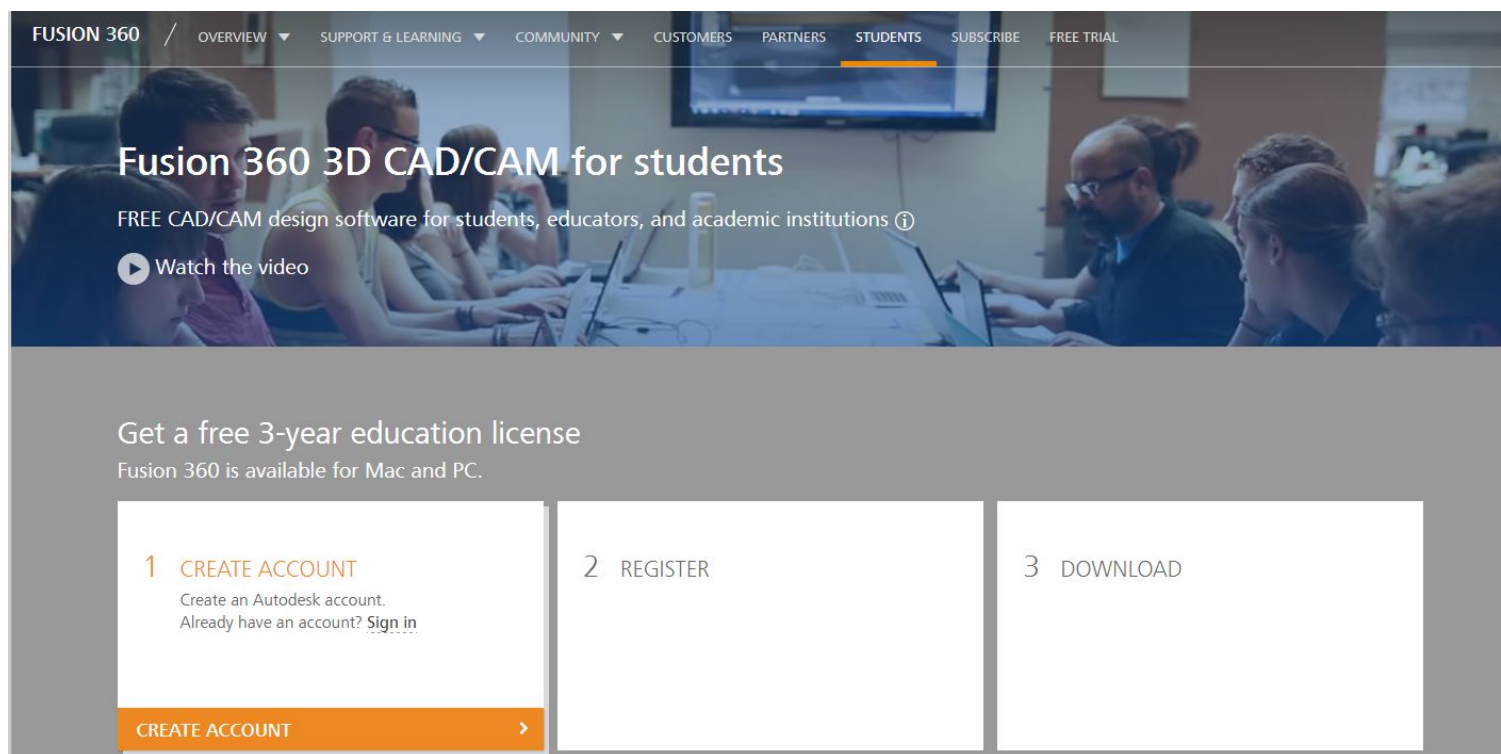 FUSION 360 / OVERVIEW ▼ SUPPORT & LEARNING ▼ COMMUNITY ▼ CUSTOMERS PARTNERS STUDENTS SUBSCRIBE FREE TRIAL
Fusion 360 3D CAD/CAM for students
FREE CAD/CAM design software for students, educators, and academic institutions
Watch the video
Get a free 3-year education license
Fusion 360 is available for Mac and PC.
1 CREATE ACCOUNT
Create an Autodesk account.
Already have an account? Sign in
CREATE ACCOUNT
2 REGISTER
3 DOWNLOAD